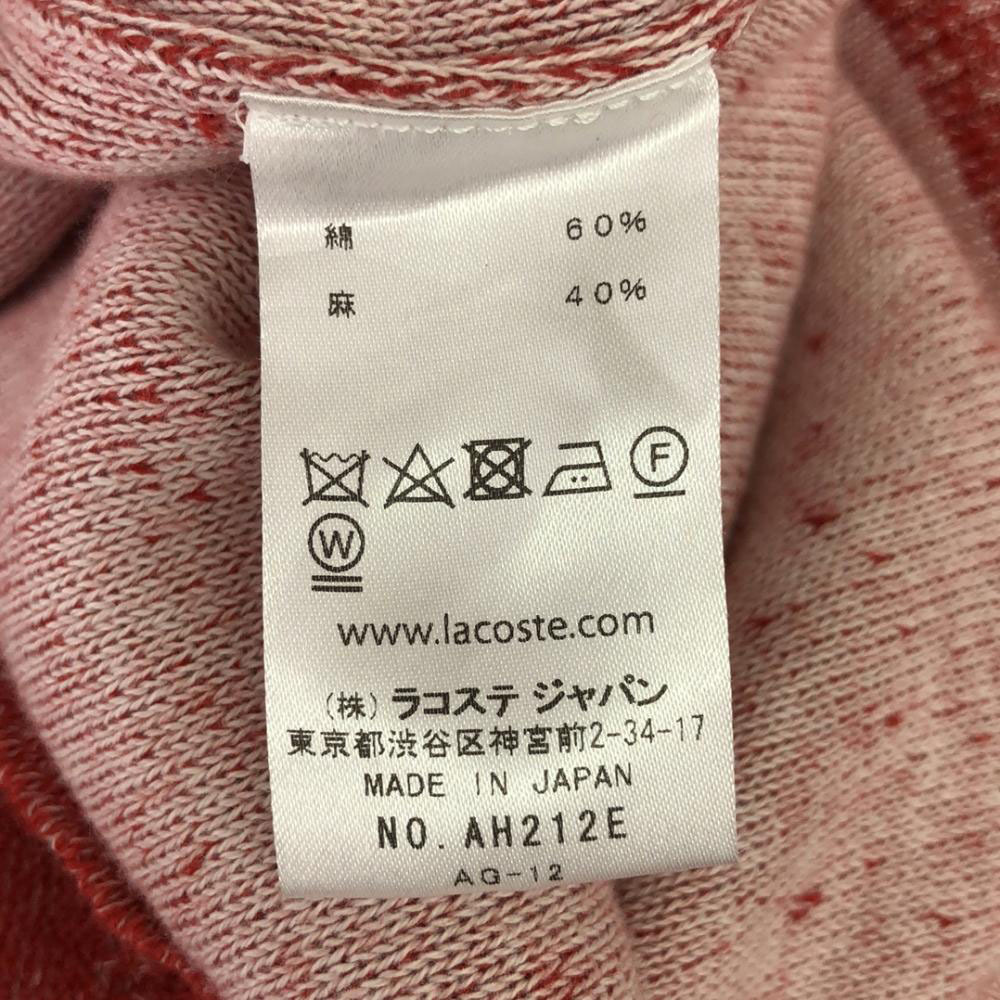 綿 60%
麻 40%
F
W
www.lacoste.com
(株) ラコステ ジャパン
東京都渋谷区神宮前2-34-17
MADE IN JAPAN
NO. AH212E
AG-12